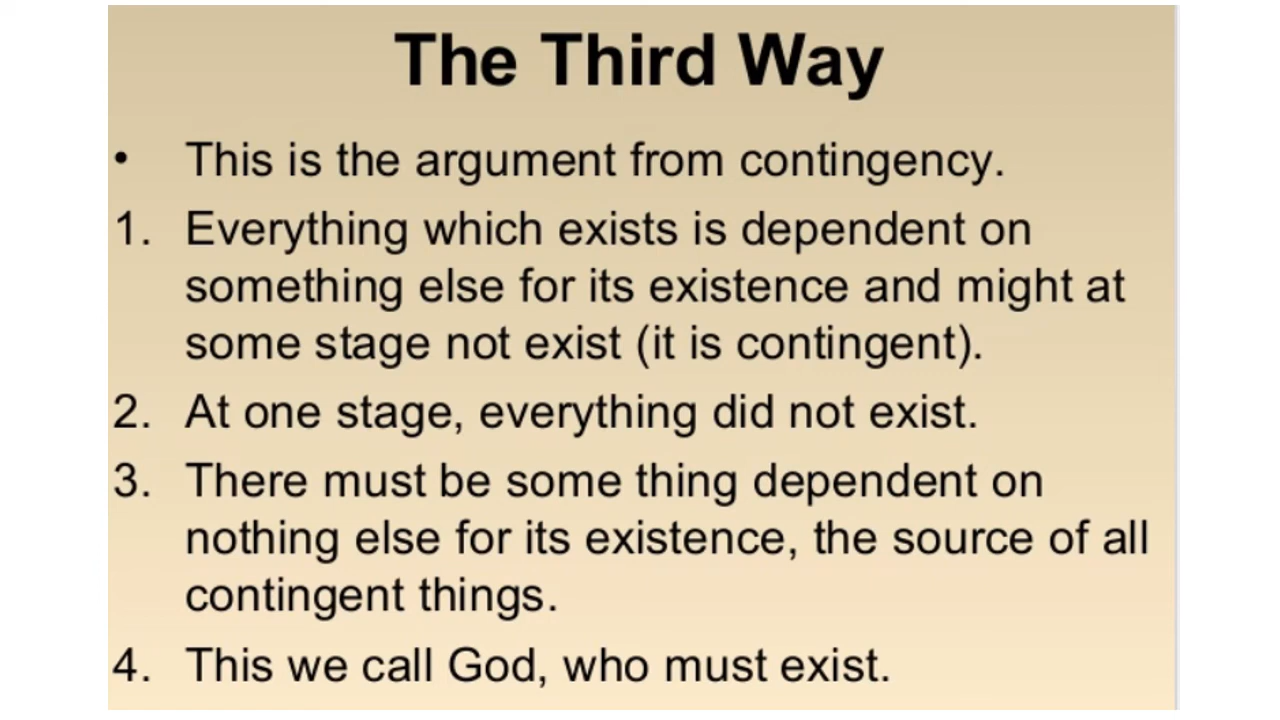 The Third Way
• This is the argument from contingency.
1. Everything which exists is dependent on
something else for its existence and might at
some stage not exist (it is contingent).
2. At one stage, everything did not exist.
3. There must be some thing dependent on
nothing else for its existence, the source of all
contingent things.
4. This we call God, who must exist.